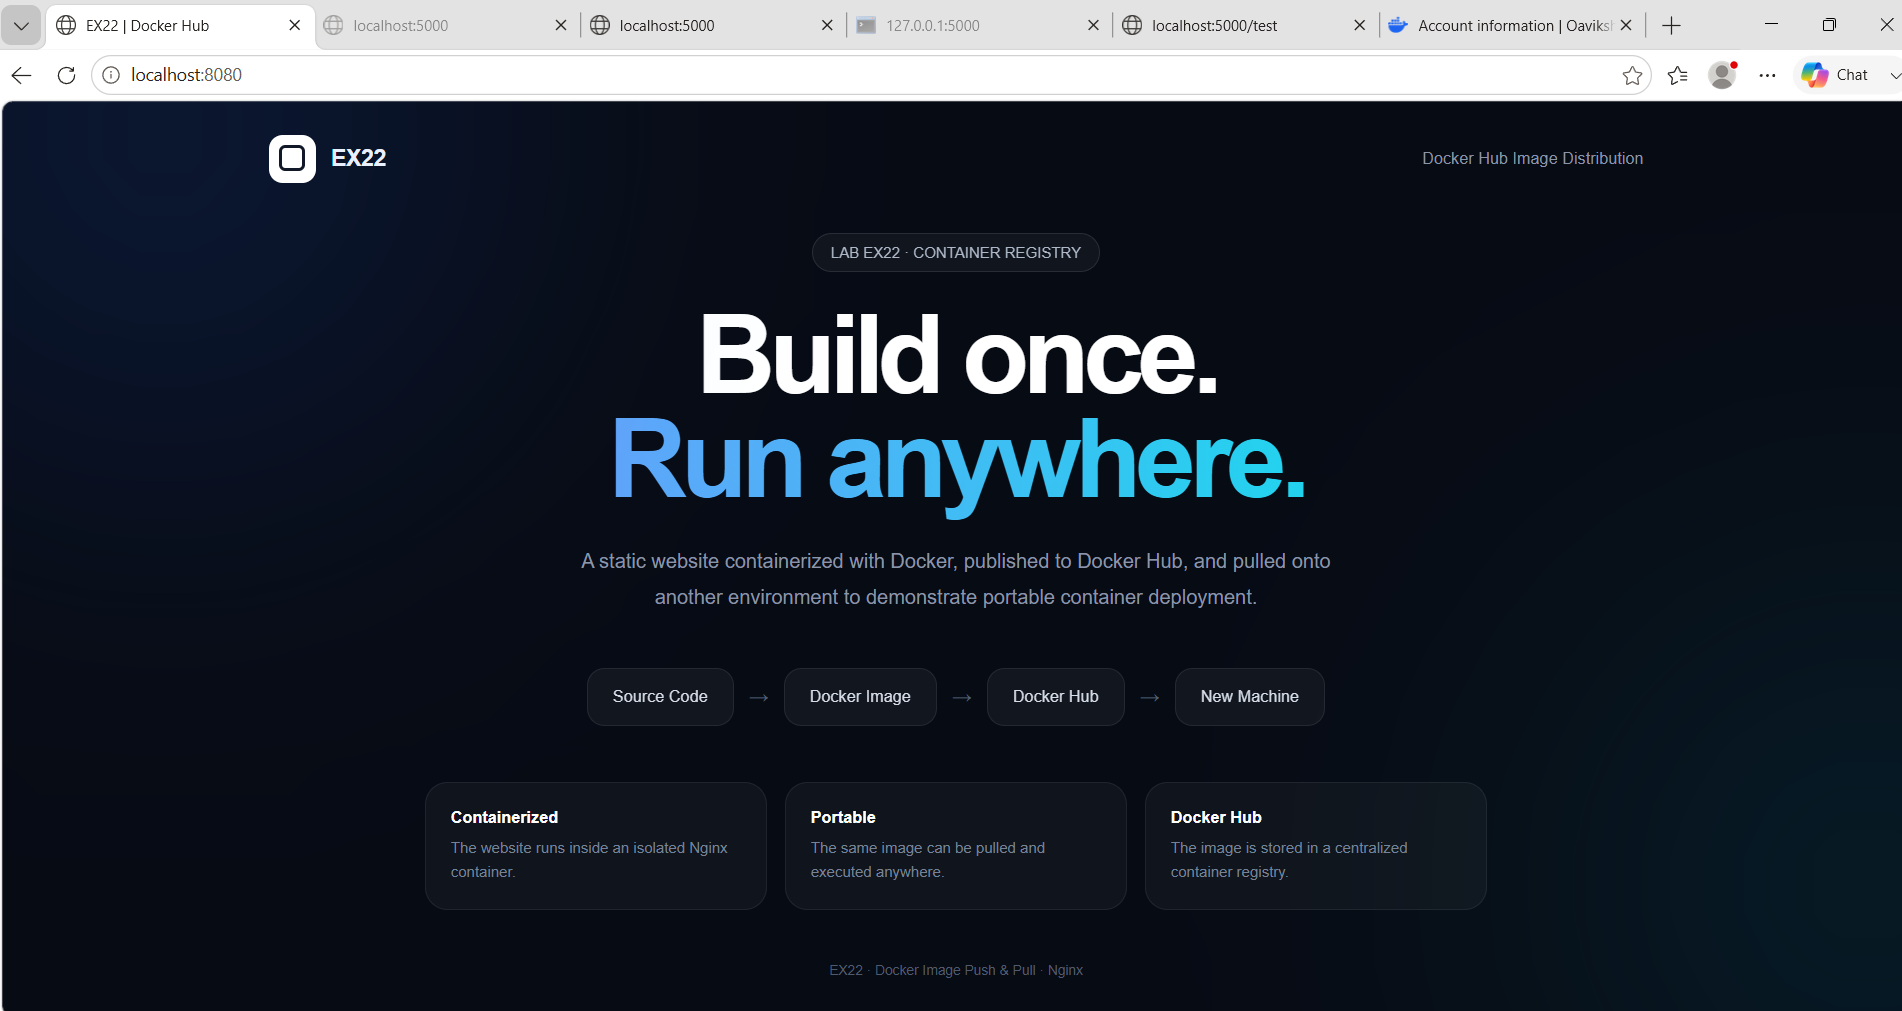 EX22 | Docker Hub
localhost:5000
localhost:5000
127.0.0.1:5000
localhost:5000/test
Account information | Oaviks
localhost:8080
Chat
EX22
Docker Hub Image Distribution
LAB EX22 · CONTAINER REGISTRY
Build once.
Run anywhere.
A static website containerized with Docker, published to Docker Hub, and pulled onto
another environment to demonstrate portable container deployment.
Source Code → Docker Image → Docker Hub → New Machine
Containerized
The website runs inside an isolated Nginx
container.
Portable
The same image can be pulled and
executed anywhere.
Docker Hub
The image is stored in a centralized
container registry.
EX22 · Docker Image Push & Pull · Nginx